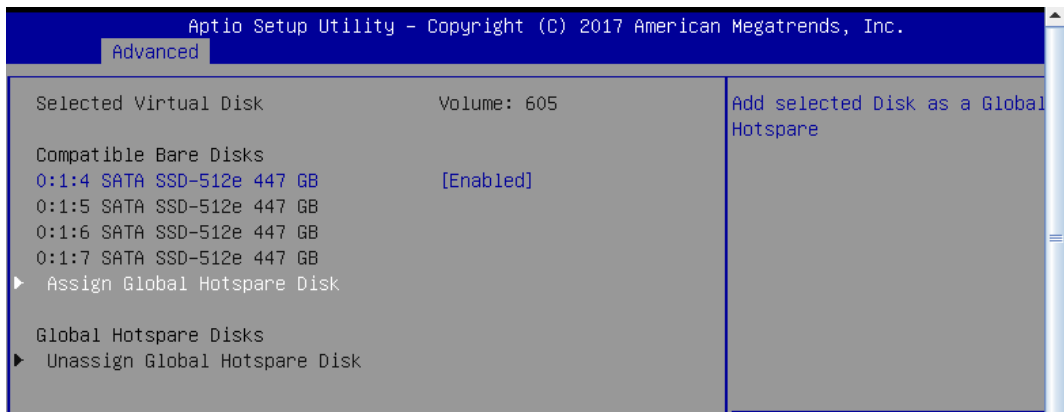 Aptio Setup Utility – Copyright (C) 2017 American Megatrends, Inc.
Advanced
Selected Virtual Disk Volume: 605
Compatible Bare Disks
0:1:4 SATA SSD-512e 447 GB [Enabled]
0:1:5 SATA SSD-512e 447 GB
0:1:6 SATA SSD-512e 447 GB
0:1:7 SATA SSD-512e 447 GB
Assign Global Hotspare Disk
Global Hotspare Disks
Unassign Global Hotspare Disk
Add selected Disk as a Global
Hotspare